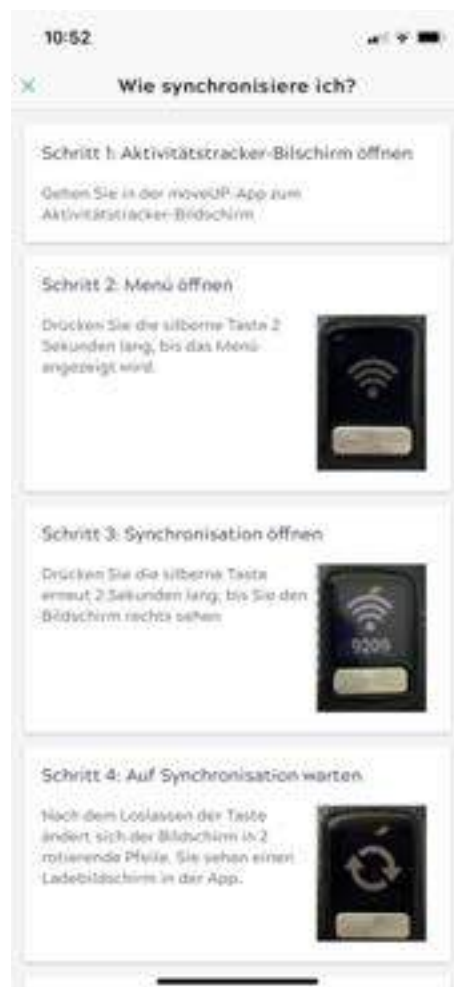 10:52
Wie synchronisiere ich?
Schritt 1: Aktivitätstracker-Bilschirm öffnen
Gehen Sie in der moveUP-App zum
Aktivitätstracker-Bildschirm
Schritt 2: Menü öffnen
Drücken Sie die silberne Taste 2
Sekunden lang, bis das Menü
angezeigt wird.
Schritt 3: Synchronisation öffnen
Drücken Sie die silberne Taste
erneut 2 Sekunden lang, bis Sie den
Bildschirm rechts sehen
9209
Schritt 4: Auf Synchronisation warten
Nach dem Loslassen der Taste
ändert sich der Bildschirm in 2
rotierende Pfeile. Sie sehen einen
Ladebildschirm in der App.